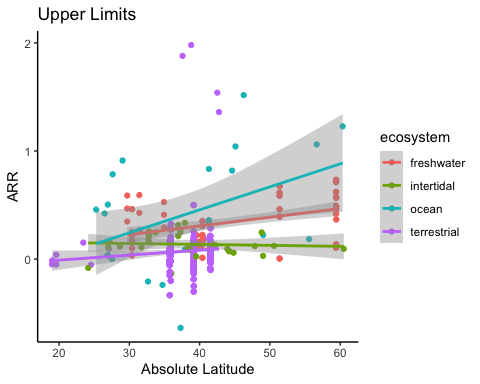 Upper Limits
ARR
2
1
0
20 30 40 50 60
Absolute Latitude
ecosystem
freshwater
intertidal
ocean
terrestrial